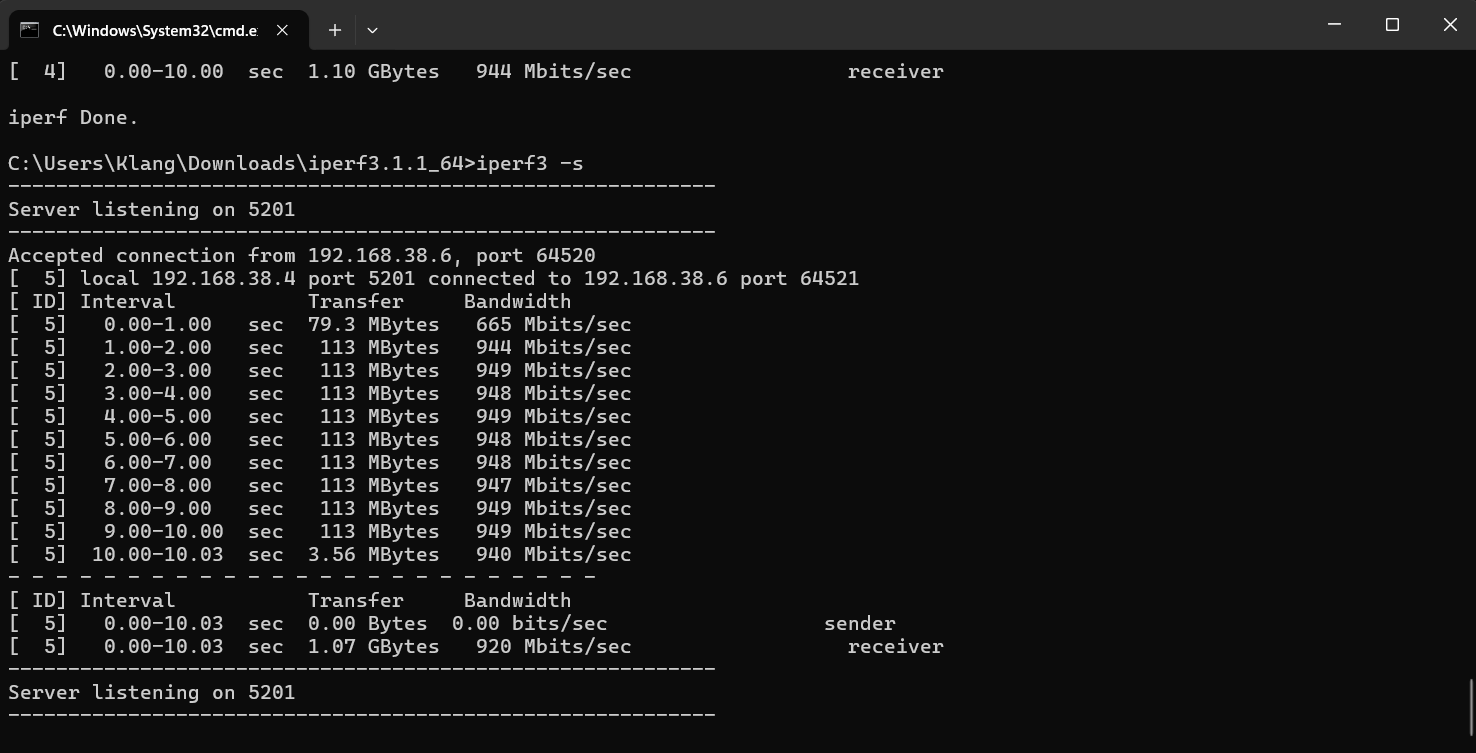 C:\Windows\System32\cmd.e
[  4]   0.00-10.00  sec  1.10 GBytes   944 Mbits/sec                  receiver
iperf Done.
C:\Users\Klang\Downloads\iperf3.1.1_64>iperf3 -s
-----------------------------------------------------------
Server listening on 5201
-----------------------------------------------------------
Accepted connection from 192.168.38.6, port 64520
[  5] local 192.168.38.4 port 5201 connected to 192.168.38.6 port 64521
[ ID] Interval           Transfer     Bandwidth
[  5]   0.00-1.00   sec  79.3 MBytes   665 Mbits/sec
[  5]   1.00-2.00   sec   113 MBytes   944 Mbits/sec
[  5]   2.00-3.00   sec   113 MBytes   949 Mbits/sec
[  5]   3.00-4.00   sec   113 MBytes   948 Mbits/sec
[  5]   4.00-5.00   sec   113 MBytes   949 Mbits/sec
[  5]   5.00-6.00   sec   113 MBytes   948 Mbits/sec
[  5]   6.00-7.00   sec   113 MBytes   948 Mbits/sec
[  5]   7.00-8.00   sec   113 MBytes   947 Mbits/sec
[  5]   8.00-9.00   sec   113 MBytes   949 Mbits/sec
[  5]   9.00-10.00  sec   113 MBytes   949 Mbits/sec
[  5]  10.00-10.03  sec  3.56 MBytes   940 Mbits/sec
- - - - - - - - - - - - - - - - - - - - - - - - -
[ ID] Interval           Transfer     Bandwidth
[  5]   0.00-10.03  sec  0.00 Bytes  0.00 bits/sec                  sender
[  5]   0.00-10.03  sec  1.07 GBytes   920 Mbits/sec                  receiver
-----------------------------------------------------------
Server listening on 5201
-----------------------------------------------------------